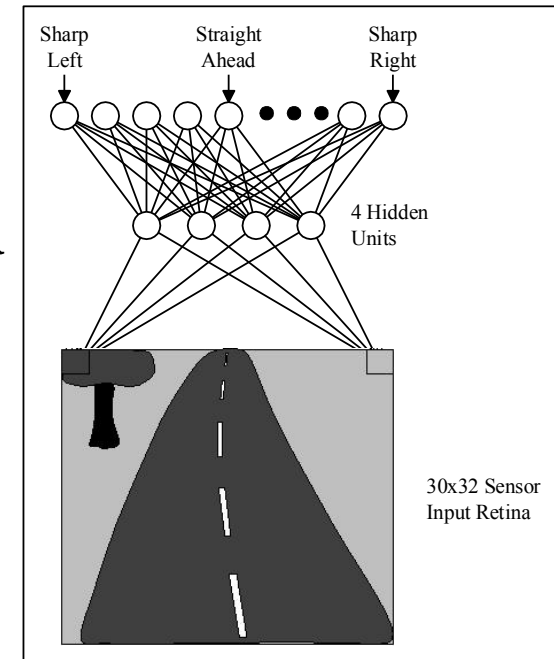 Sharp
Left
Straight
Ahead
Sharp
Right
4 Hidden
Units
30x32 Sensor
Input Retina